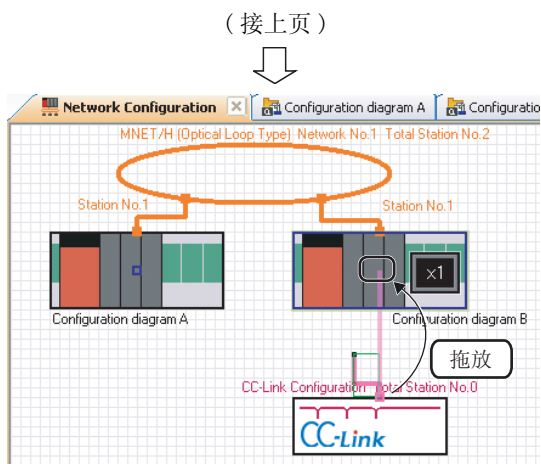 （接上页）
Network Configuration
Configuration diagram A
Configuratio
MNET/H (Optical Loop Type) Network No.1 Total Station No.2
Station No.1
Station No.1
×1
Configuration diagram A
Configuration diagram B
拖放
CC-Link Configuration Total Station No.0
CC-Link